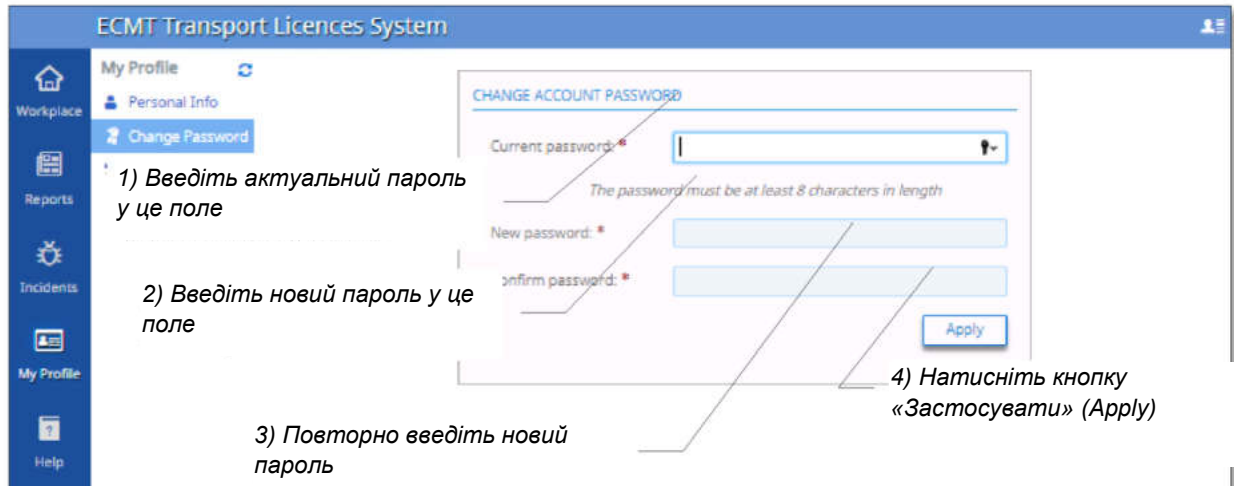 ECMT Transport Licences System
Workplace
Reports
Incidents
My Profile
Help
My Profile
Personal Info
Change Password
CHANGE ACCOUNT PASSWORD
Current password: *
The password must be at least 8 characters in length
New password: *
Confirm password: *
Apply
1) Введіть актуальний пароль
у це поле
2) Введіть новий пароль у це
поле
3) Повторно введіть новий
пароль
4) Натисніть кнопку
«Застосувати» (Apply)